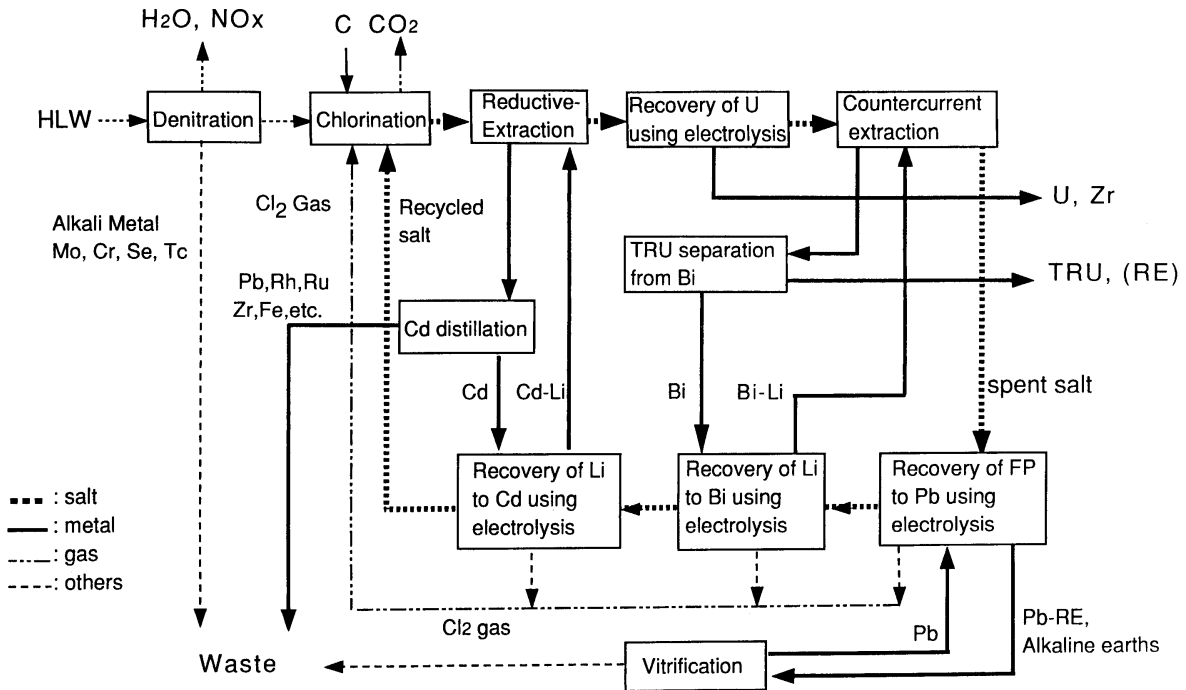 H2O, NOx
C
CO2
HLW
Denitration
Chlorination
Reductive-
Extraction
Recovery of U
using electrolysis
Countercurrent
extraction
U, Zr
Cl2 Gas
Recycled
salt
Alkali Metal
Mo, Cr, Se, Tc
TRU separation
from Bi
TRU, (RE)
Pb,Rh,Ru
Zr,Fe,etc.
Cd distillation
Cd
Cd-Li
Bi
Bi-Li
spent salt
Recovery of Li
to Cd using
electrolysis
Recovery of Li
to Bi using
electrolysis
Recovery of FP
to Pb using
electrolysis
: salt
: metal
: gas
: others
Cl2 gas
Pb
Pb-RE,
Alkaline earths
Waste
Vitrification